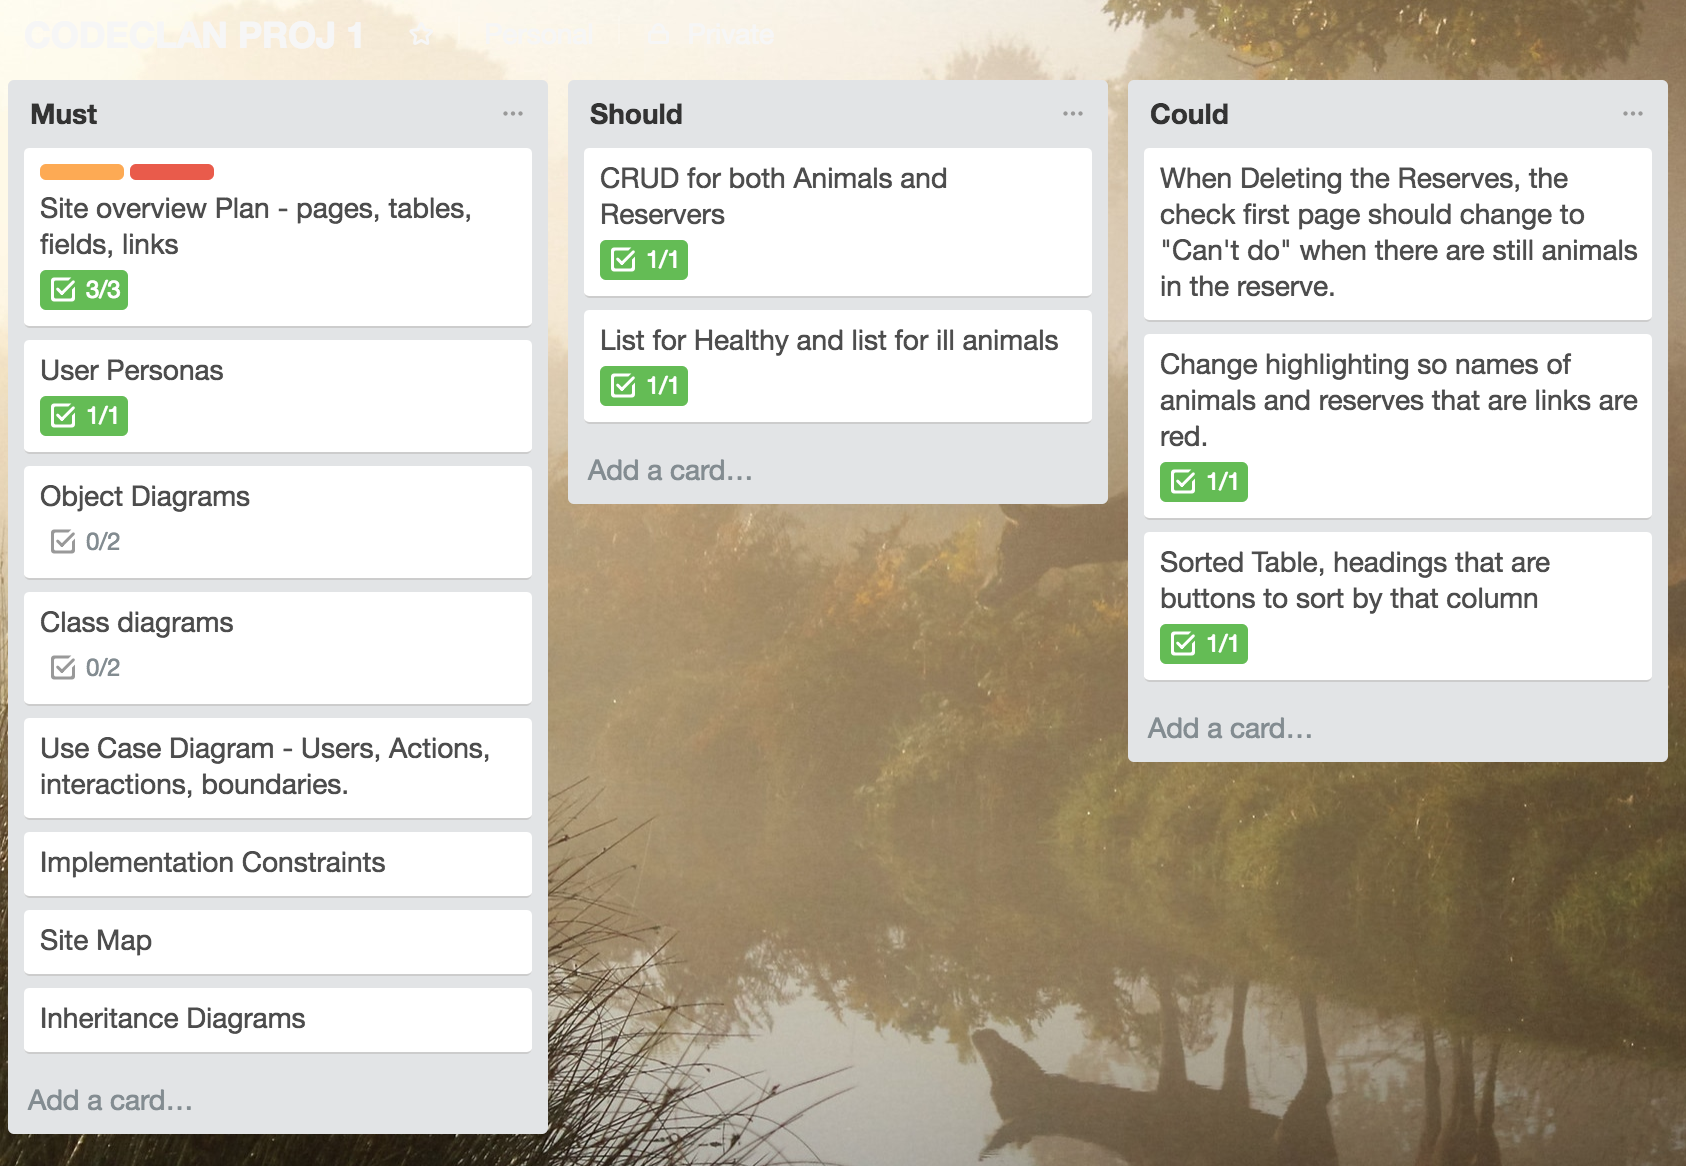 CODECLAN PROJ 1
Private
Must
Site overview Plan - pages, tables,
fields, links
3/3
User Personas
1/1
Object Diagrams
0/2
Class diagrams
0/2
Use Case Diagram - Users, Actions,
interactions, boundaries.
Implementation Constraints
Site Map
Inheritance Diagrams
Add a card...
Should
CRUD for both Animals and
Reservers
1/1
List for Healthy and list for ill animals
1/1
Add a card...
Could
When Deleting the Reserves, the
check first page should change to
"Can't do" when there are still animals
in the reserve.
Change highlighting so names of
animals and reserves that are links are
red.
1/1
Sorted Table, headings that are
buttons to sort by that column
1/1
Add a card...